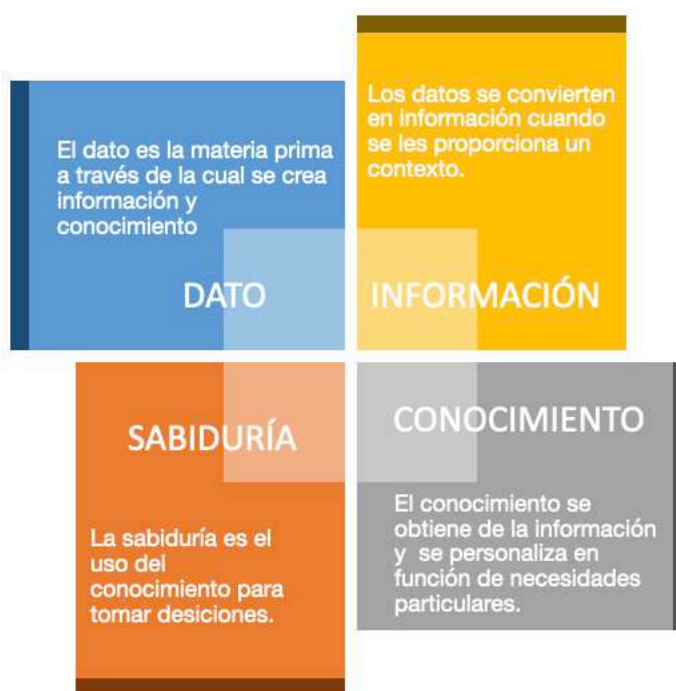 El dato es la materia prima
a través de la cual se crea
información y
conocimiento
DATO
Los datos se convierten
en información cuando
se les proporciona un
contexto.
INFORMACIÓN
SABIDURÍA
La sabiduría es el
uso del
conocimiento para
tomar desiciones.
CONOCIMIENTO
El conocimiento se
obtiene de la información
y se personaliza en
función de necesidades
particulares.